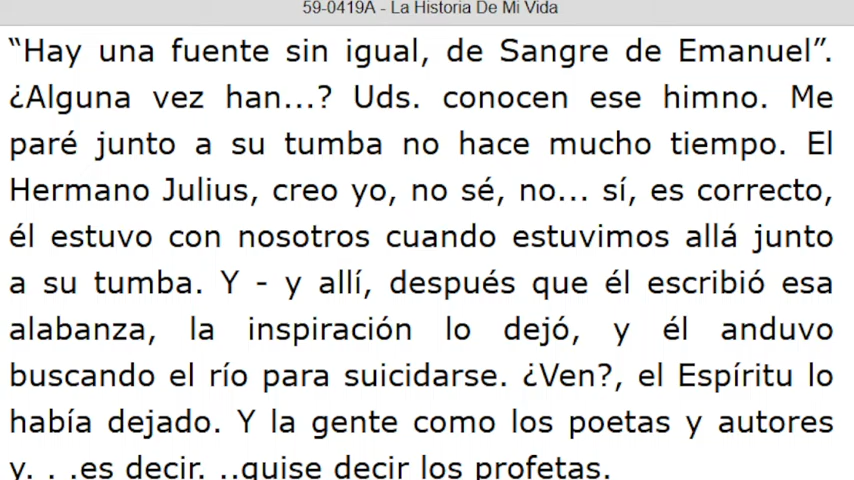 59-0419A - La Historia De Mi Vida
“Hay una fuente sin igual, de Sangre de Emanuel”.
¿Alguna vez han...? Uds. conocen ese himno. Me
paré junto a su tumba no hace mucho tiempo. El
Hermano Julius, creo yo, no sé, no... sí, es correcto,
él estuvo con nosotros cuando estuvimos allá junto
a su tumba. Y - y allí, después que él escribió esa
alabanza, la inspiración lo dejó, y él anduvo
buscando el río para suicidarse. ¿Ven?, el Espíritu lo
había dejado. Y la gente como los poetas y autores
y. . .es decir. ..quise decir los profetas.